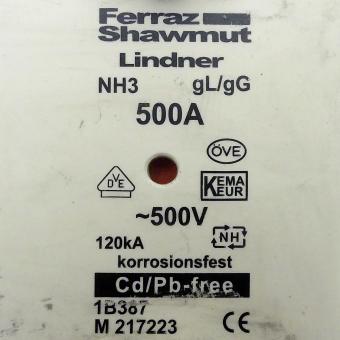 Ferraz
Shawmut
Lindner
NH3 gL/gG
500A
ÖVE
VDE
KEMA
KEUR
~500V
120kA
NH
korrosionsfest
Cd/Pb-free
1B387
M 217223 CE